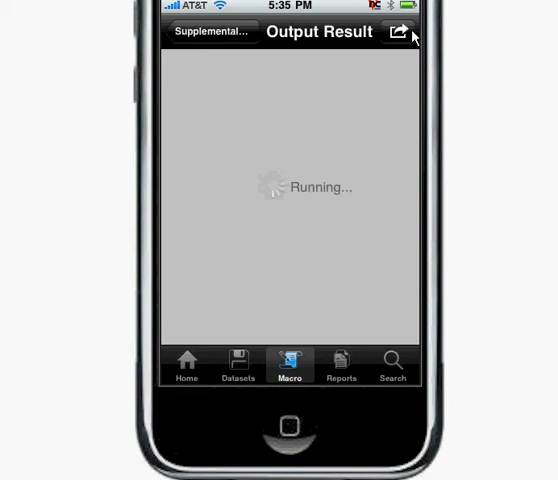 AT&T 5:35 PM
Supplemental... Output Result
Running...
Home Datasets Macro Reports Search